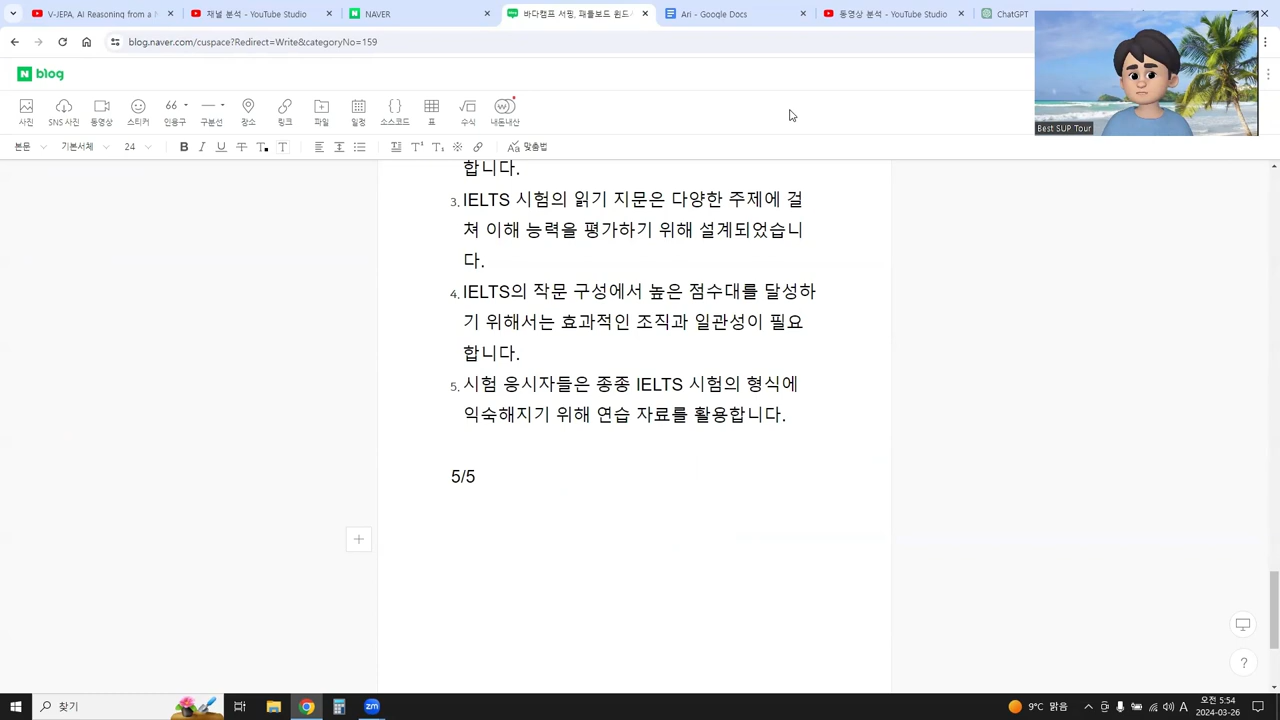 V-JEPA, AI Reasoning from a
채널 분석 - YouTube Studio
NAVER
바다캠프 서핑, 패들보드 윈드
Ari - Google Docs
동영상 분석 - YouTube Studio
ChatGPT
blog.naver.com/cuspace?Redirect=Write&categoryNo=159
N blog
사진 SNS 사진 동영상 스티커 인용구 구분선 장소 링크 파일 일정 소스코드 표 수식 내돈내산
본문 기본서체 24 B I U T T T 맞춤법
Best SUP Tour
합니다.
3. IELTS 시험의 읽기 지문은 다양한 주제에 걸
쳐 이해 능력을 평가하기 위해 설계되었습니
다.
4. IELTS의 작문 구성에서 높은 점수대를 달성하
기 위해서는 효과적인 조직과 일관성이 필요
합니다.
5. 시험 응시자들은 종종 IELTS 시험의 형식에
익숙해지기 위해 연습 자료를 활용합니다.
5/5
찾기
zm
9°C 맑음
A
오전 5:54
2024-03-26